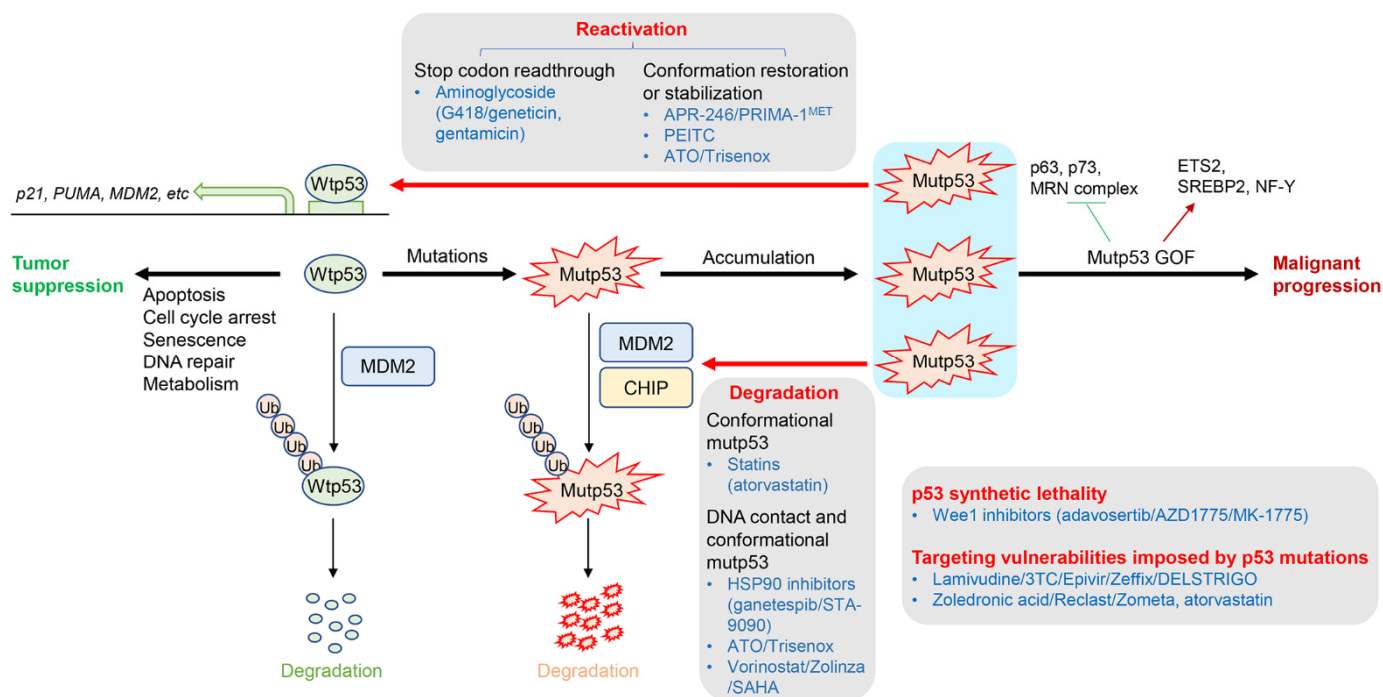 Reactivation
Stop codon readthrough
• Aminoglycoside
(G418/geneticin,
gentamicin)
Conformation restoration
or stabilization
• APR-246/PRIMA-1MET
• PEITC
• ATO/Trisenox
p21, PUMA, MDM2, etc
Wtp53
Mutp53
p63, p73,
MRN complex
ETS2,
SREBP2, NF-Y
Mutp53 GOF
Tumor
suppression
Apoptosis
Cell cycle arrest
Senescence
DNA repair
Metabolism
Wtp53
Mutations
Mutp53
Accumulation
Mutp53
Malignant
progression
MDM2
MDM2
CHIP
Mutp53
Ub
Ub
Ub
Ub
Wtp53
Degradation
Ub
Ub
Ub
Ub
Mutp53
Degradation
Degradation
Conformational
mutp53
• Statins
(atorvastatin)
DNA contact and
conformational
mutp53
• HSP90 inhibitors
(ganetespib/STA-
9090)
• ATO/Trisenox
• Vorinostat/Zolinza
/SAHA
p53 synthetic lethality
• Wee1 inhibitors (adavosertib/AZD1775/MK-1775)
Targeting vulnerabilities imposed by p53 mutations
• Lamivudine/3TC/Epivir/Zeffix/DELSTRIGO
• Zoledronic acid/Reclast/Zometa, atorvastatin